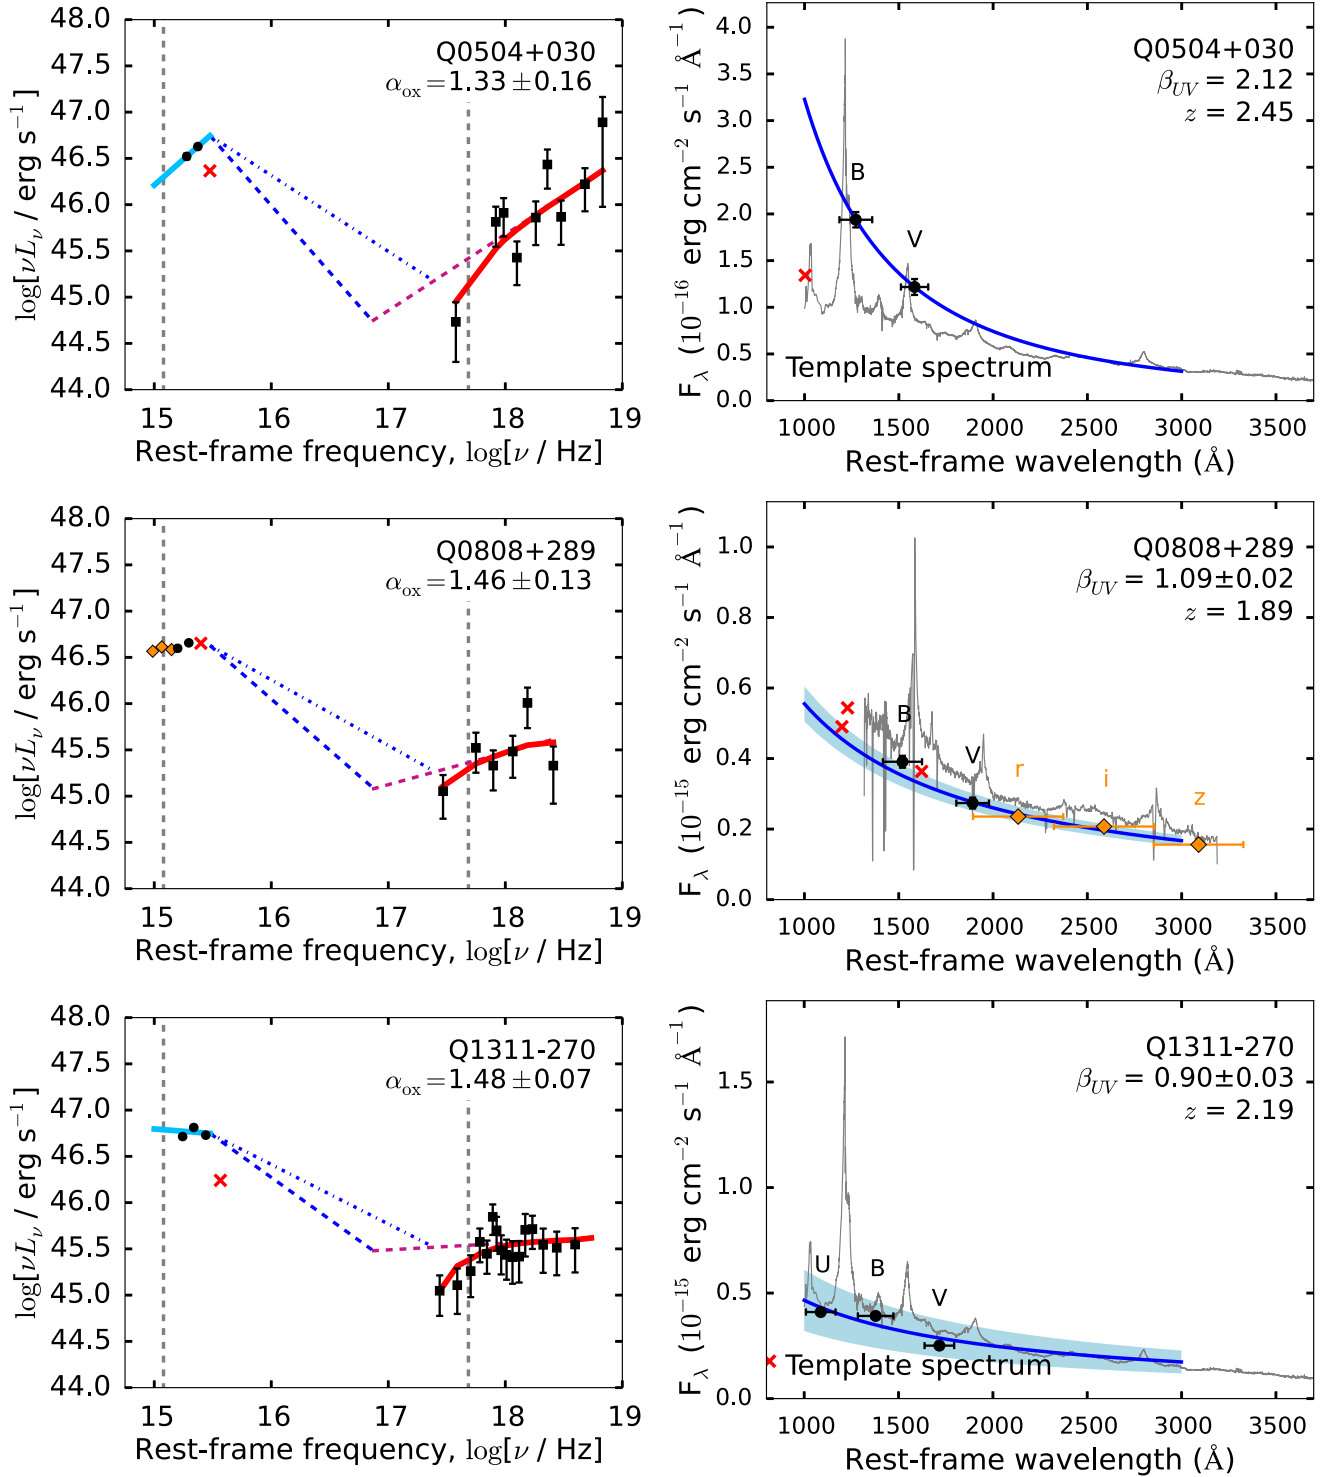 48.0
47.5
47.0
46.5
46.0
45.5
45.0
44.5
44.0
log[νLν / erg s⁻¹]
Q0504+030
αox=1.33±0.16
15 16 17 18 19
Rest-frame frequency, log[ν / Hz]
4.0
3.5
3.0
2.5
2.0
1.5
1.0
0.5
0.0
Fλ (10⁻¹⁶ erg cm⁻² s⁻¹ Å⁻¹)
Q0504+030
βUV = 2.12
z = 2.45
B
V
Template spectrum
1000 1500 2000 2500 3000 3500
Rest-frame wavelength (Å)
48.0
47.5
47.0
46.5
46.0
45.5
45.0
44.5
44.0
log[νLν / erg s⁻¹]
Q0808+289
αox=1.46±0.13
15 16 17 18 19
Rest-frame frequency, log[ν / Hz]
1.0
0.8
0.6
0.4
0.2
0.0
Fλ (10⁻¹⁵ erg cm⁻² s⁻¹ Å⁻¹)
Q0808+289
βUV = 1.09±0.02
z = 1.89
B
V
r
i
z
1000 1500 2000 2500 3000 3500
Rest-frame wavelength (Å)
48.0
47.5
47.0
46.5
46.0
45.5
45.0
44.5
44.0
log[νLν / erg s⁻¹]
Q1311-270
αox=1.48±0.07
15 16 17 18 19
Rest-frame frequency, log[ν / Hz]
1.5
1.0
0.5
0.0
Fλ (10⁻¹⁵ erg cm⁻² s⁻¹ Å⁻¹)
Q1311-270
βUV = 0.90±0.03
z = 2.19
U
B
V
Template spectrum
1000 1500 2000 2500 3000 3500
Rest-frame wavelength (Å)